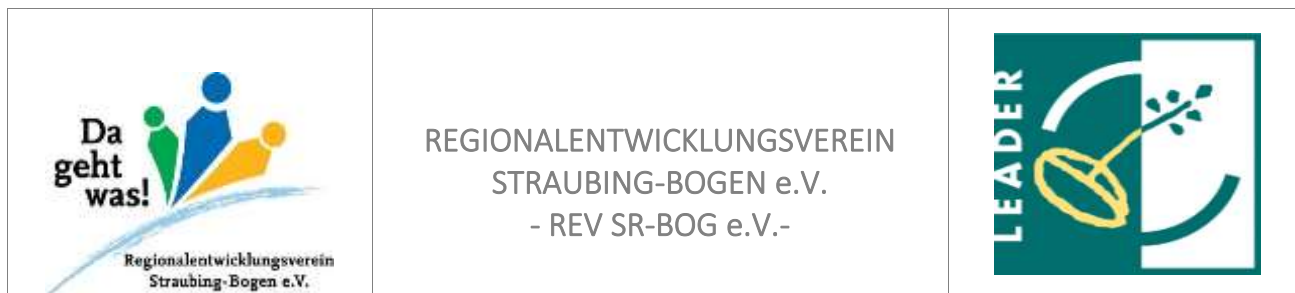 Da
geht
was!
Regionalentwicklungsverein
Straubing-Bogen e.V.
REGIONALENTWICKLUNGSVEREIN
STRAUBING-BOGEN e.V.
- REV SR-BOG e.V.-
LEADER